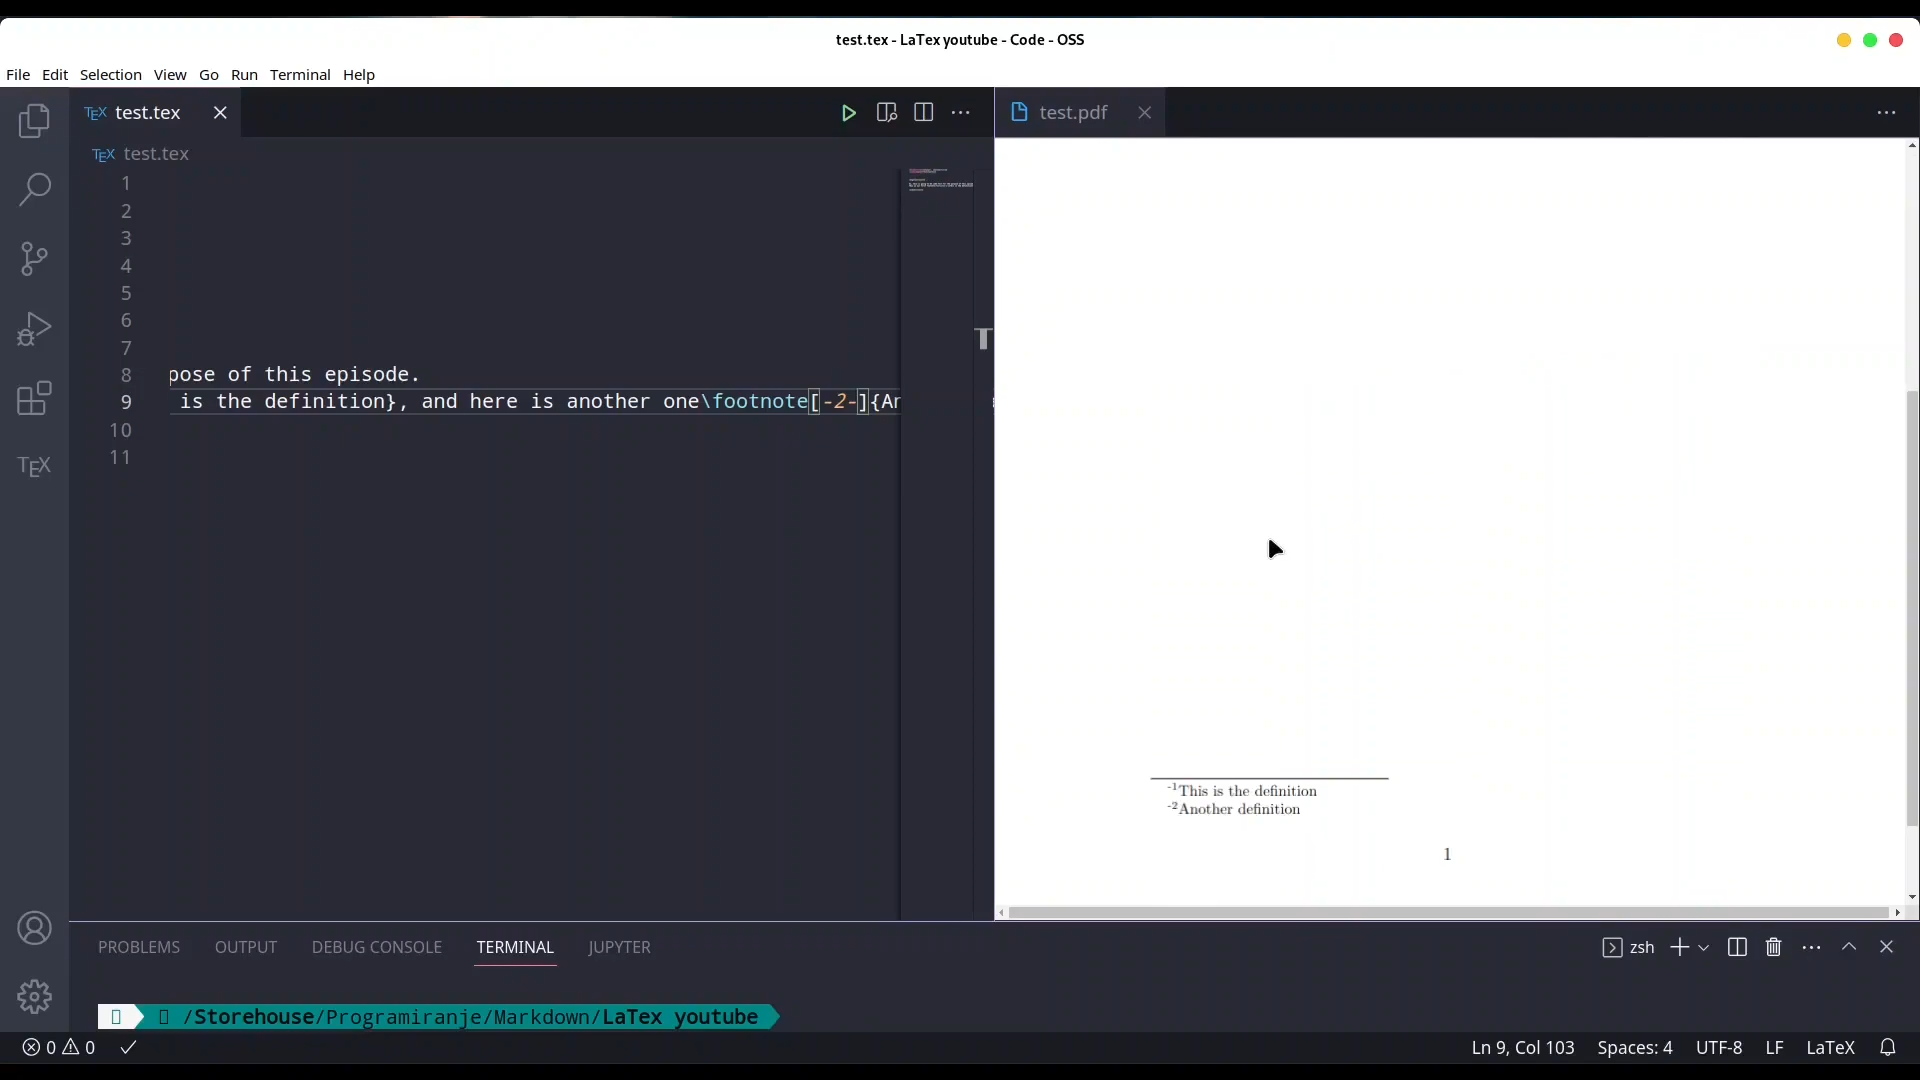 test.tex - LaTex youtube - Code - OSS
File Edit Selection View Go Run Terminal Help
TEX test.tex
test.pdf
TEX test.tex
1
2
3
4
5
6
7
8 pose of this episode.
9 is the definition}, and here is another one\footnote[-2-]{An
10
11
TEX
-1This is the definition
-2Another definition
1
PROBLEMS OUTPUT DEBUG CONSOLE TERMINAL JUPYTER
zsh
/Storehouse/Programiranje/Markdown/LaTex youtube
0 0
Ln 9, Col 103 Spaces: 4 UTF-8 LF LaTeX